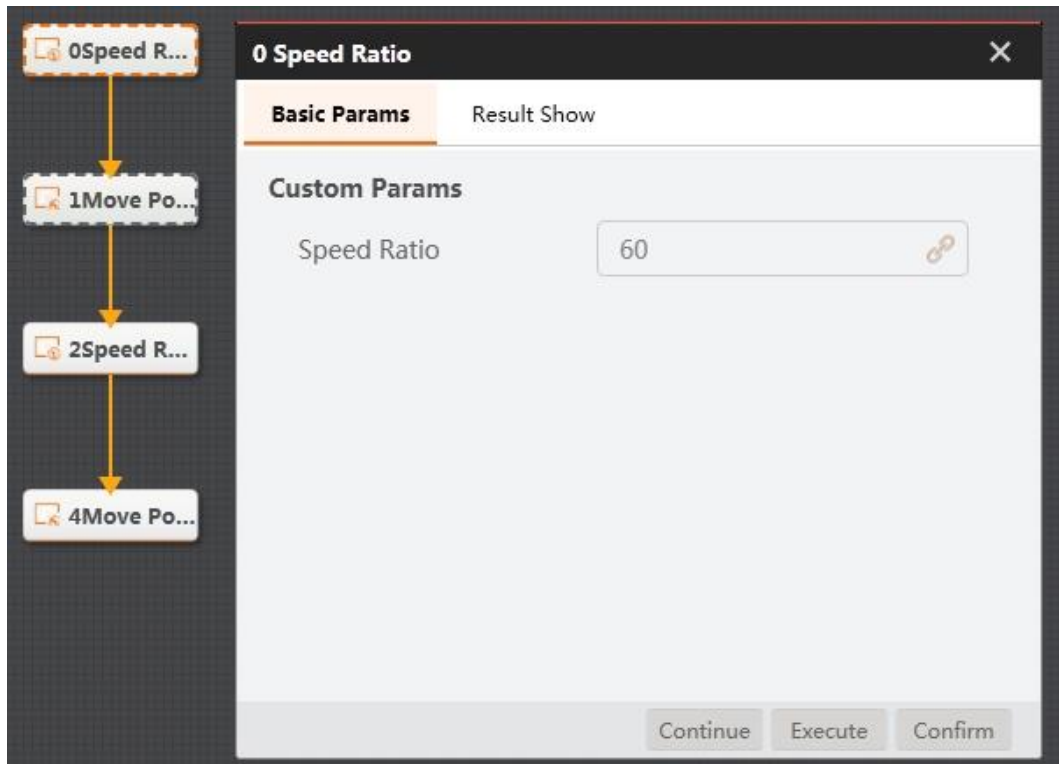 0Speed R...
1Move Po...
2Speed R...
4Move Po...
0 Speed Ratio
Basic Params Result Show
Custom Params
Speed Ratio 60
Continue Execute Confirm